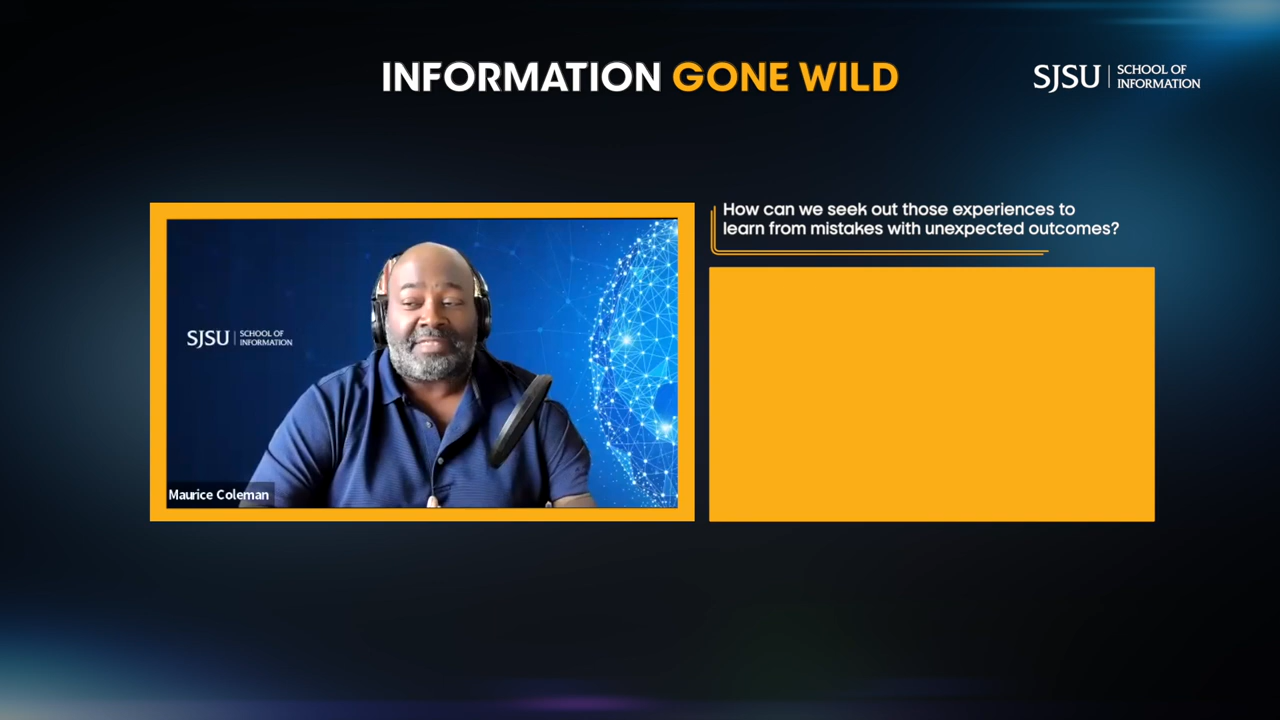 INFORMATION GONE WILD
SJSU | SCHOOL OF
INFORMATION
How can we seek out those experiences to
learn from mistakes with unexpected outcomes?
SJSU | SCHOOL OF
INFORMATION
Maurice Coleman